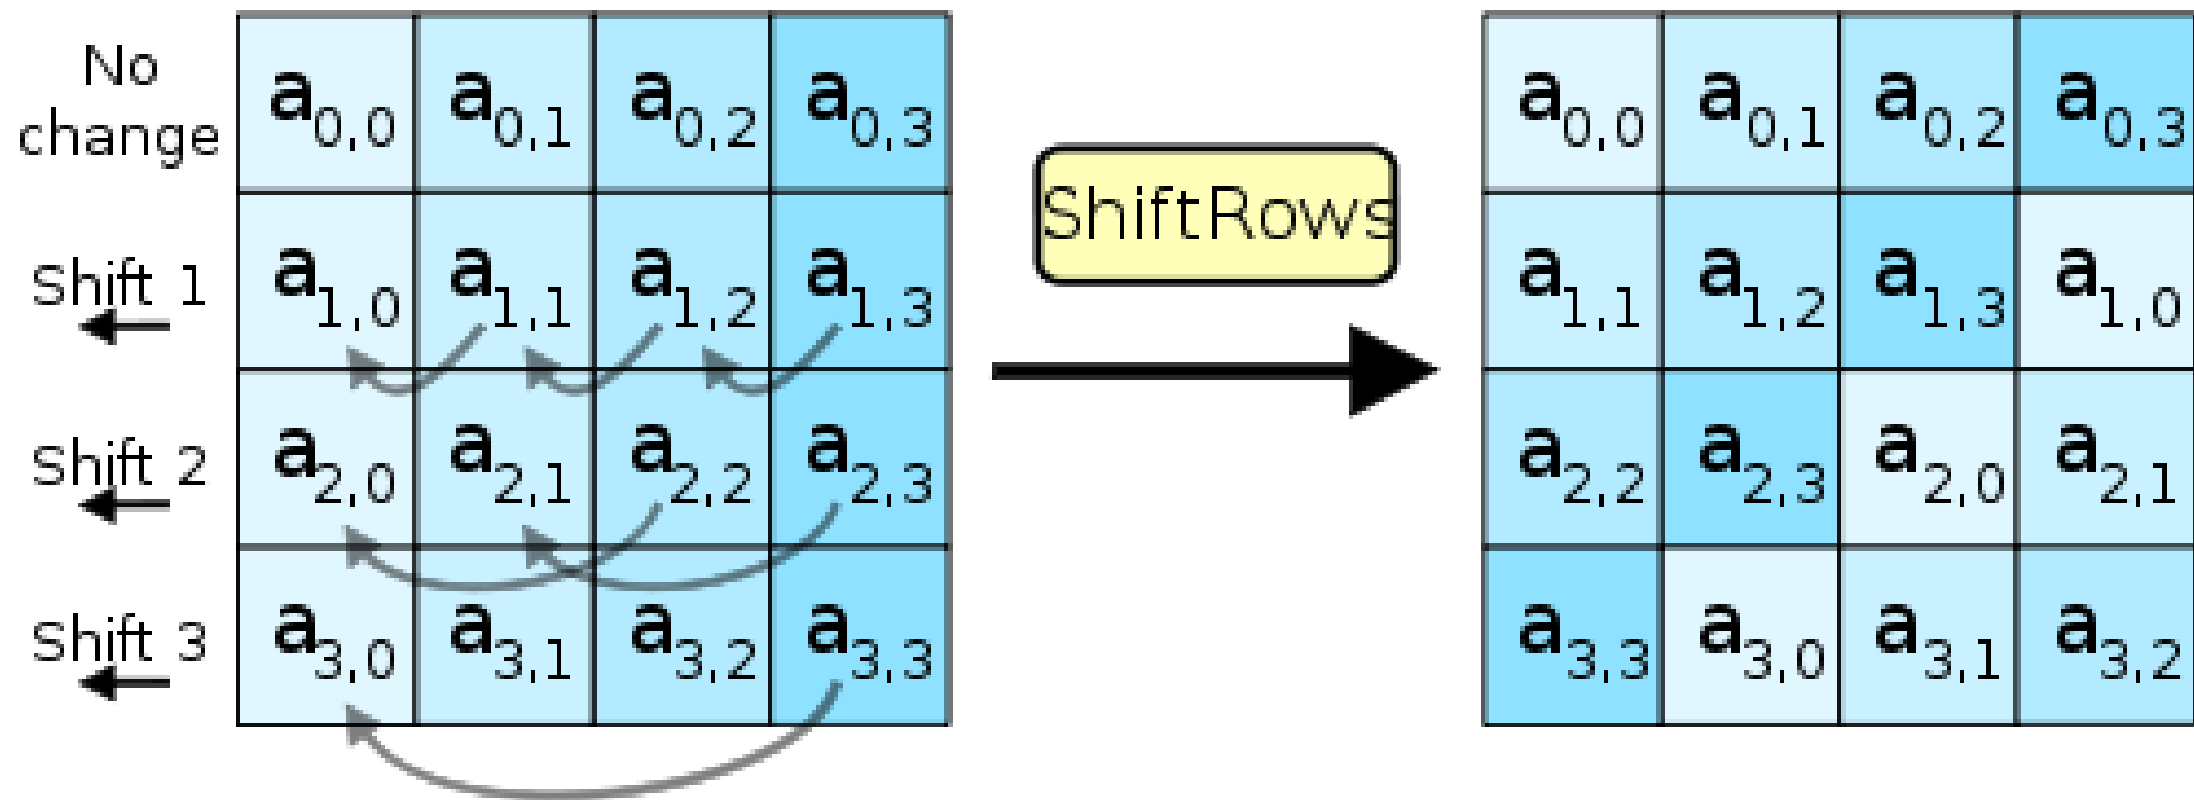 No
change
a0,0 a0,1 a0,2 a0,3
Shift 1
a1,0 a1,1 a1,2 a1,3
Shift 2
a2,0 a2,1 a2,2 a2,3
Shift 3
a3,0 a3,1 a3,2 a3,3
ShiftRows
a0,0 a0,1 a0,2 a0,3
a1,1 a1,2 a1,3 a1,0
a2,2 a2,3 a2,0 a2,1
a3,3 a3,0 a3,1 a3,2